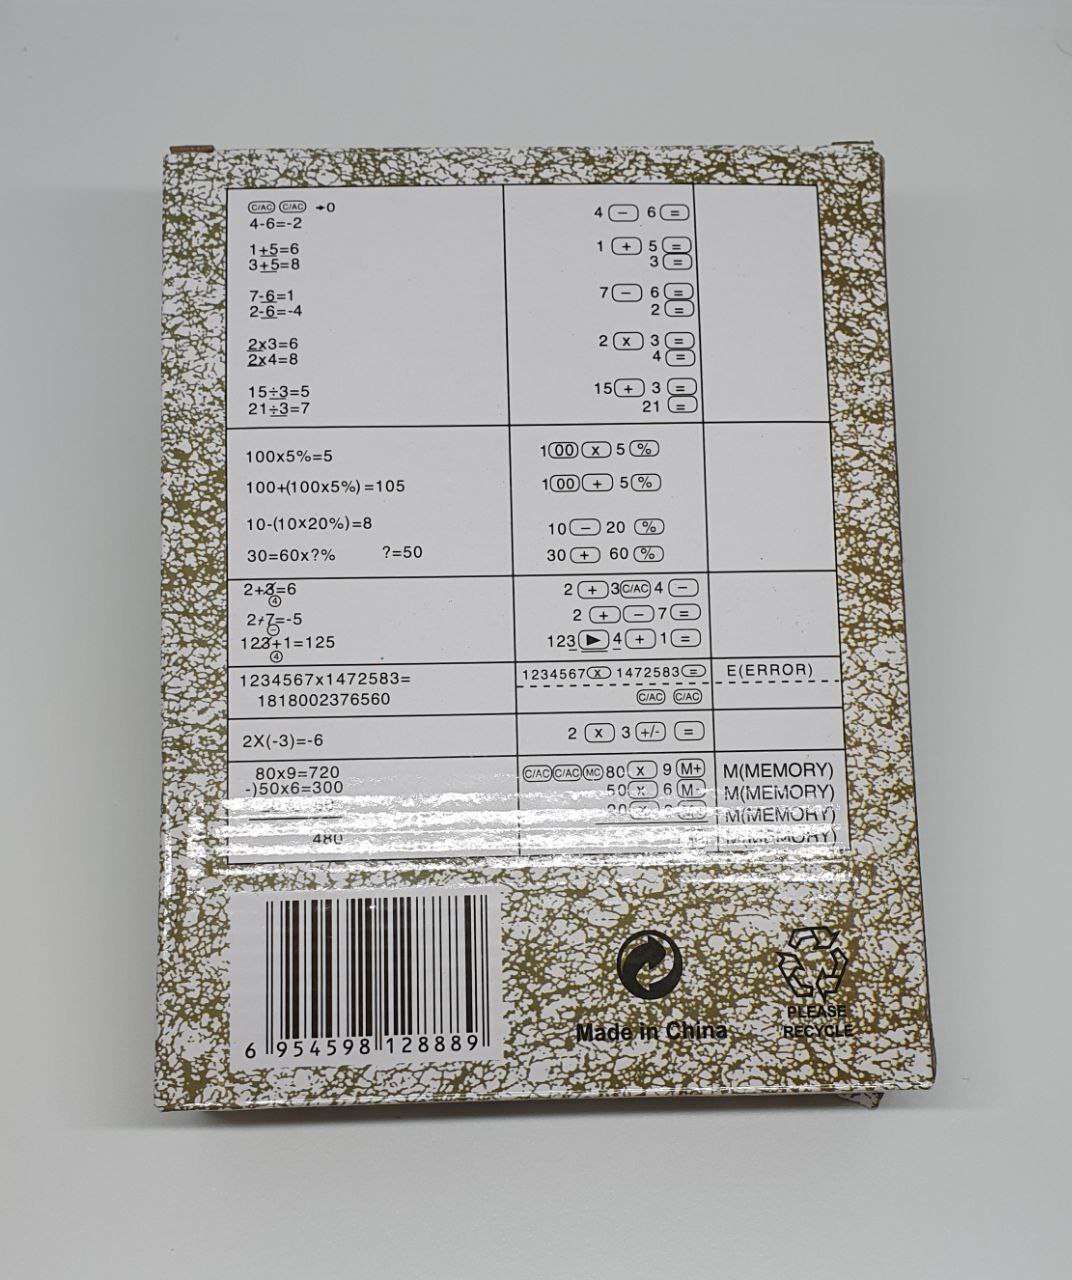 C/AC C/AC →0
4-6=-2 4 − 6 =
1+5=6 1 + 5 =
3+5=8 3 =
7-6=1 7 − 6 =
2-6=-4 2 =
2x3=6 2 x 3 =
2x4=8 4 =
15÷3=5 15 + 3 =
21÷3=7 21 =
100x5%=5 100 x 5 %
100+(100x5%)=105 100 + 5 %
10-(10x20%)=8 10 − 20 %
30=60x?% ?=50 30 + 60 %
2+3=6 2 + 3 C/AC 4 −
4
2+7=-5 2 + − 7 =
−
123+1=125 123 ▶ 4 + 1 =
4
1234567x1472583= 1234567 x 1472583 = E(ERROR)
1818002376560 C/AC C/AC
2X(-3)=-6 2 x 3 +/- =
80x9=720 C/AC C/AC MC 80 x 9 M+ M(MEMORY)
-)50x6=300 50 x 6 M- M(MEMORY)
M(MEMORY)
480 M(MEMORY)
6 954598 128889
Made in China
PLEASE
RECYCLE